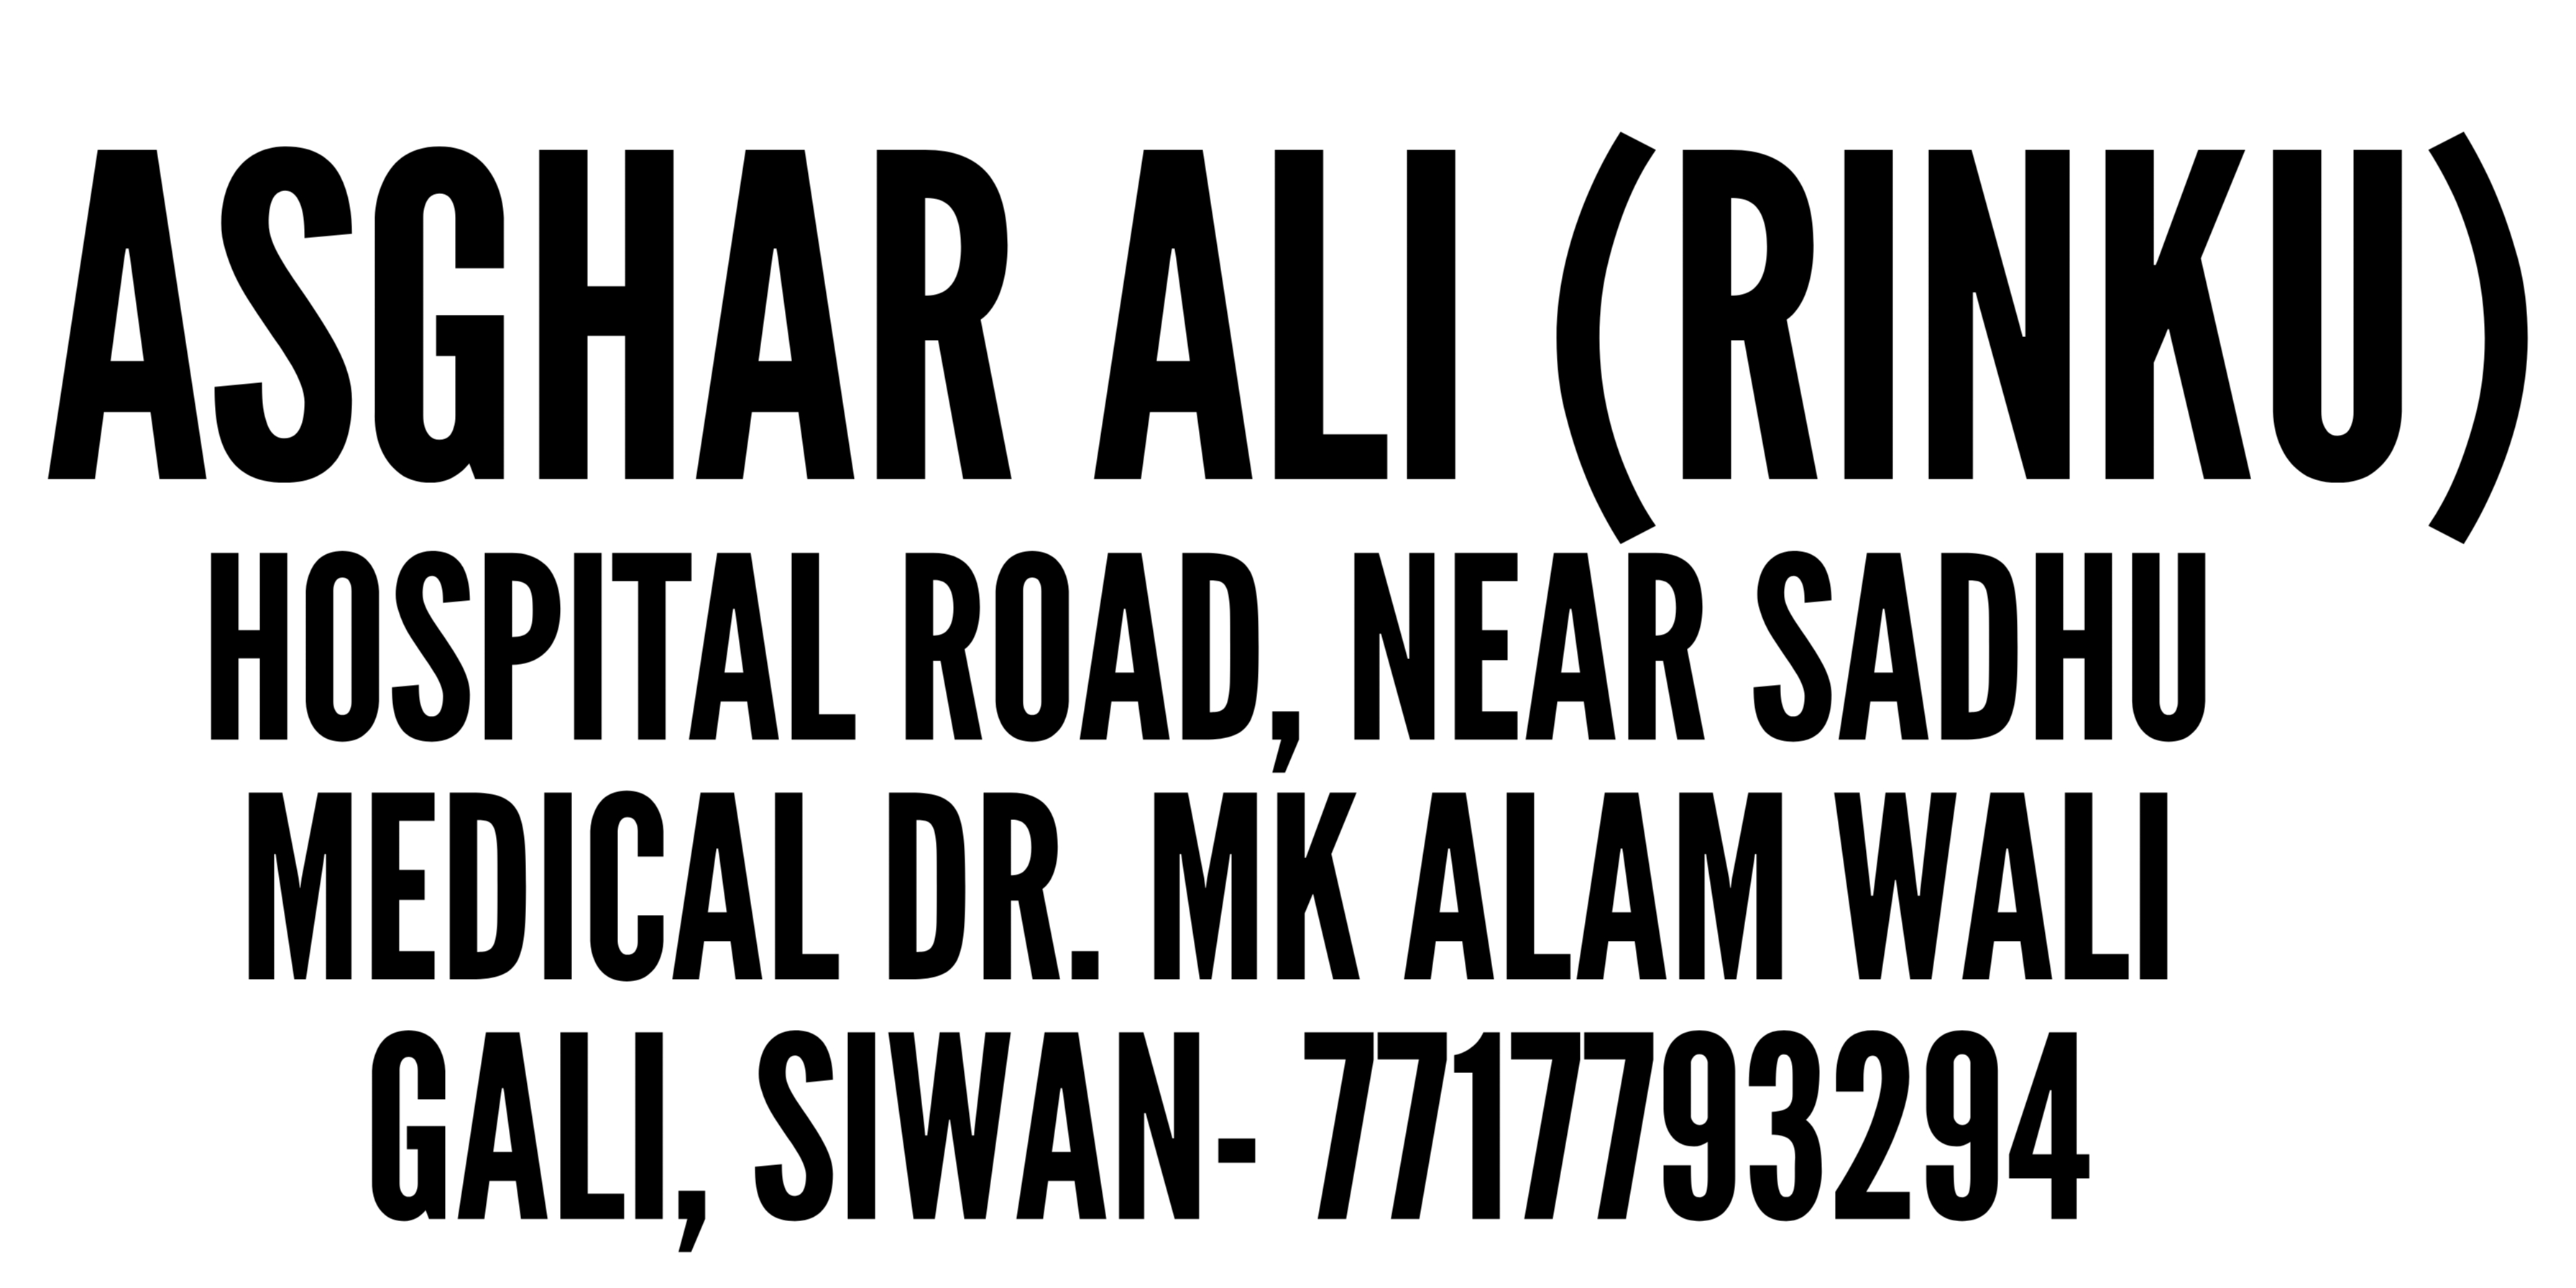 ASGHAR ALI (RINKU)
HOSPITAL ROAD, NEAR SADHU
MEDICAL DR. MK ALAM WALI
GALI, SIWAN- 7717793294